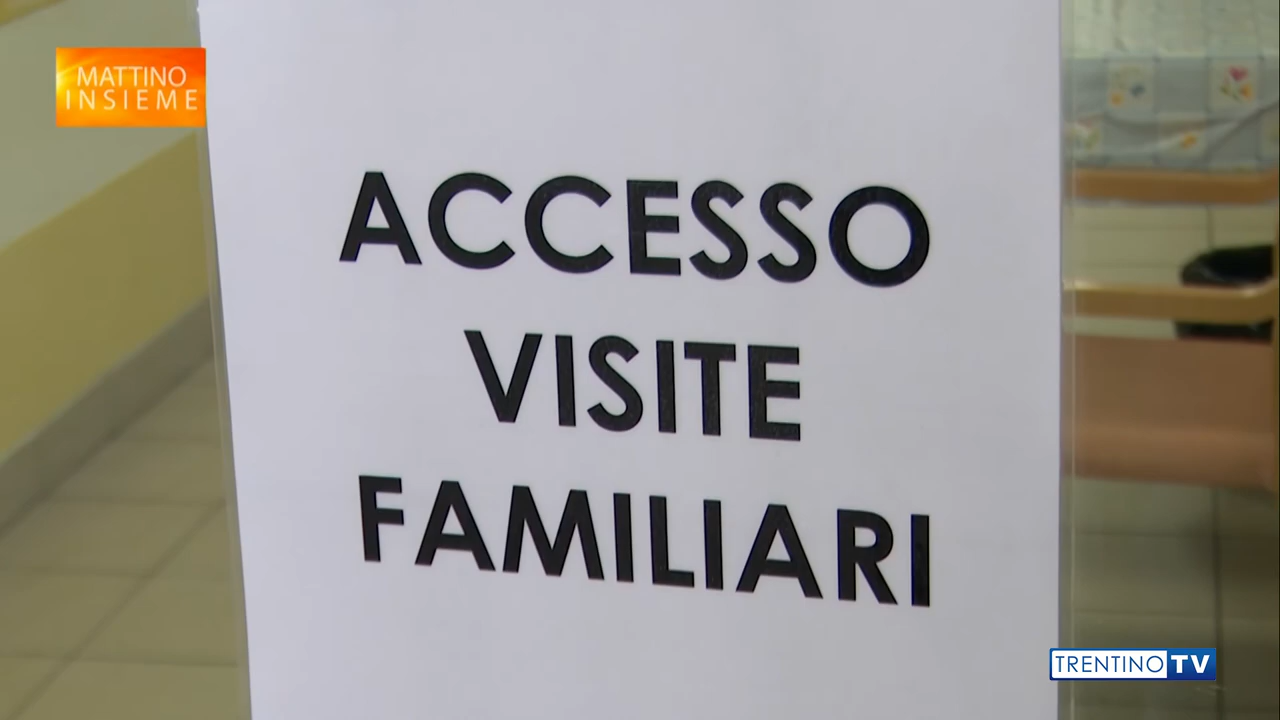 MATTINO
INSIEME
ACCESSO
VISITE
FAMILIARI
TRENTINO TV